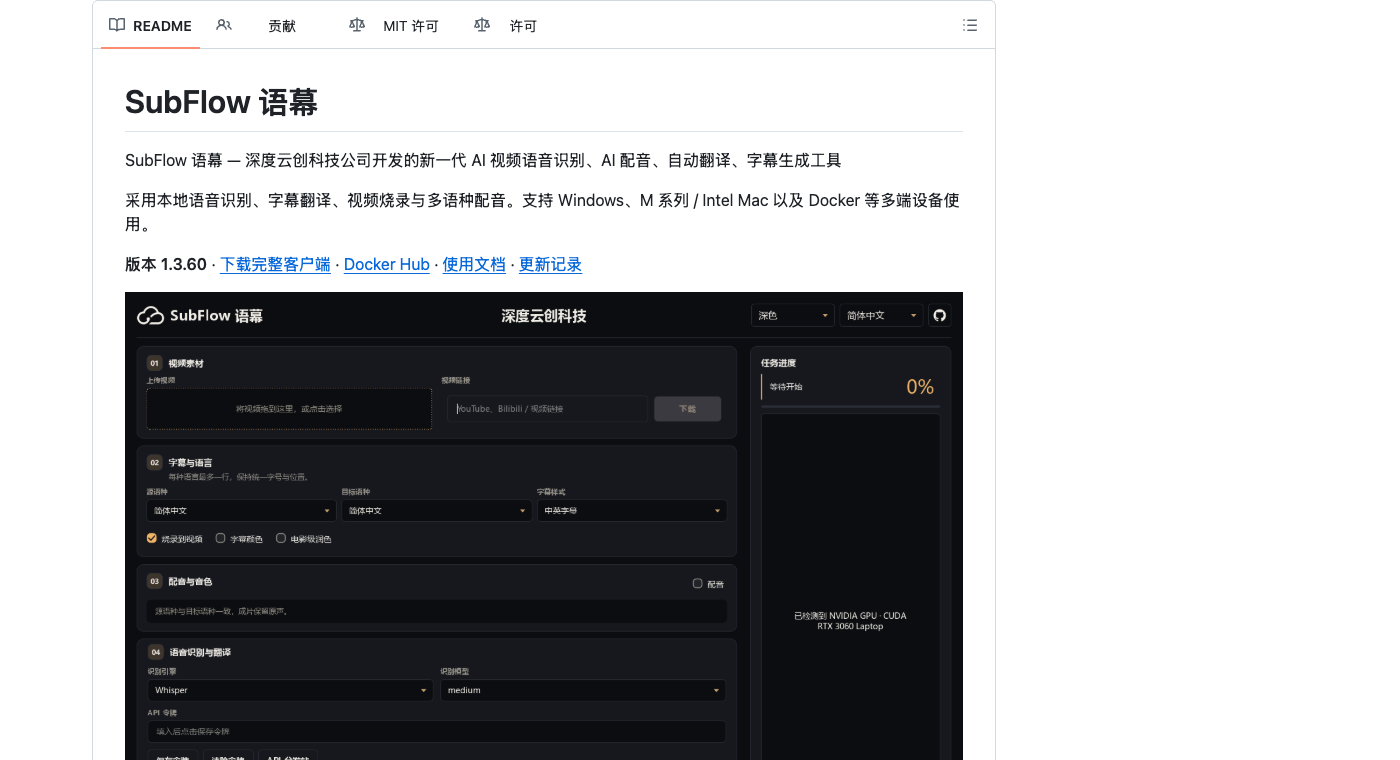 README 贡献 MIT 许可 许可
SubFlow 语幕
SubFlow 语幕 — 深度云创科技公司开发的新一代 AI 视频语音识别、AI 配音、自动翻译、字幕生成工具
采用本地语音识别、字幕翻译、视频烧录与多语种配音。支持 Windows、M 系列 / Intel Mac 以及 Docker 等多端设备使
用。
版本 1.3.60 · 下载完整客户端 · Docker Hub · 使用文档 · 更新记录
SubFlow 语幕 深度云创科技 深色 简体中文
01 视频素材
上传视频 视频链接
将视频拖到这里，或点击选择 YouTube、Bilibili / 视频链接 下载
02 字幕与语言
每种语言最多一行，保持统一字号与位置。
源语种 目标语种 字幕样式
简体中文 简体中文 中英字幕
烧录到视频 字幕颜色 电影级润色
03 配音与音色 配音
源语种与目标语种一致，成片保留原声。
04 语音识别与翻译
识别引擎 识别模型
Whisper medium
API 令牌
填入后点击保存令牌
任务进度
等待开始 0%
已检测到 NVIDIA GPU · CUDA
RTX 3060 Laptop